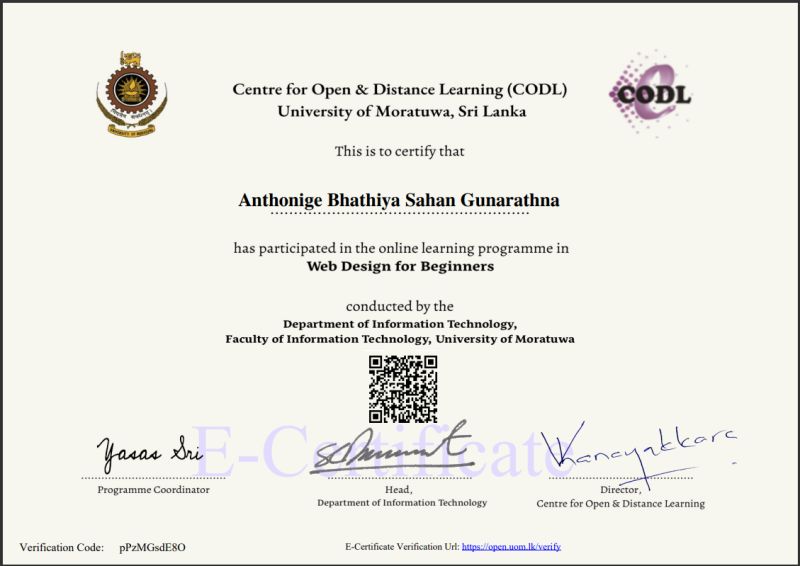 Centre for Open & Distance Learning (CODL)
University of Moratuwa, Sri Lanka
CODL
UNIVERSITY OF MORATUWA
This is to certify that
Anthonige Bhathiya Sahan Gunarathna
has participated in the online learning programme in
Web Design for Beginners
conducted by the
Department of Information Technology,
Faculty of Information Technology, University of Moratuwa
E-Certificate
Yasas Sri
Programme Coordinator
Head,
Department of Information Technology
Director,
Centre for Open & Distance Learning
Verification Code: pPzMGsdE8O
E-Certificate Verification Url: https://open.uom.lk/verify